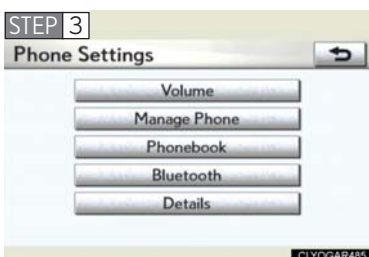 STEP 3
Phone Settings
Volume
Manage Phone
Phonebook
Bluetooth
Details
CLYOGAR485